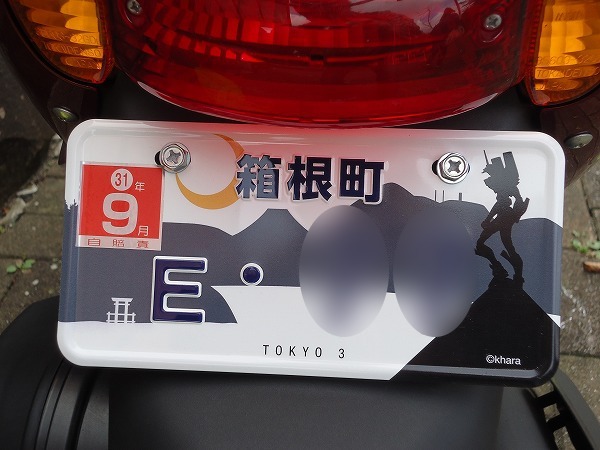 箱根町
31年
9月
自賠責
E・
TOKYO 3
©khara